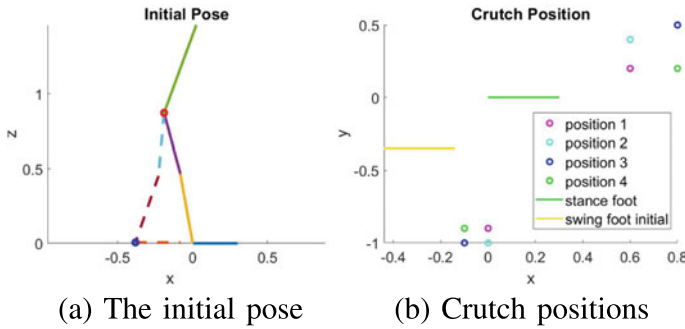 Initial Pose
1
0.5
0
z
-0.5 0 0.5
x
(a) The initial pose
Crutch Position
0.5
0
-0.5
-1
y
position 1
position 2
position 3
position 4
stance foot
swing foot initial
-0.4 -0.2 0 0.2 0.4 0.6 0.8
x
(b) Crutch positions